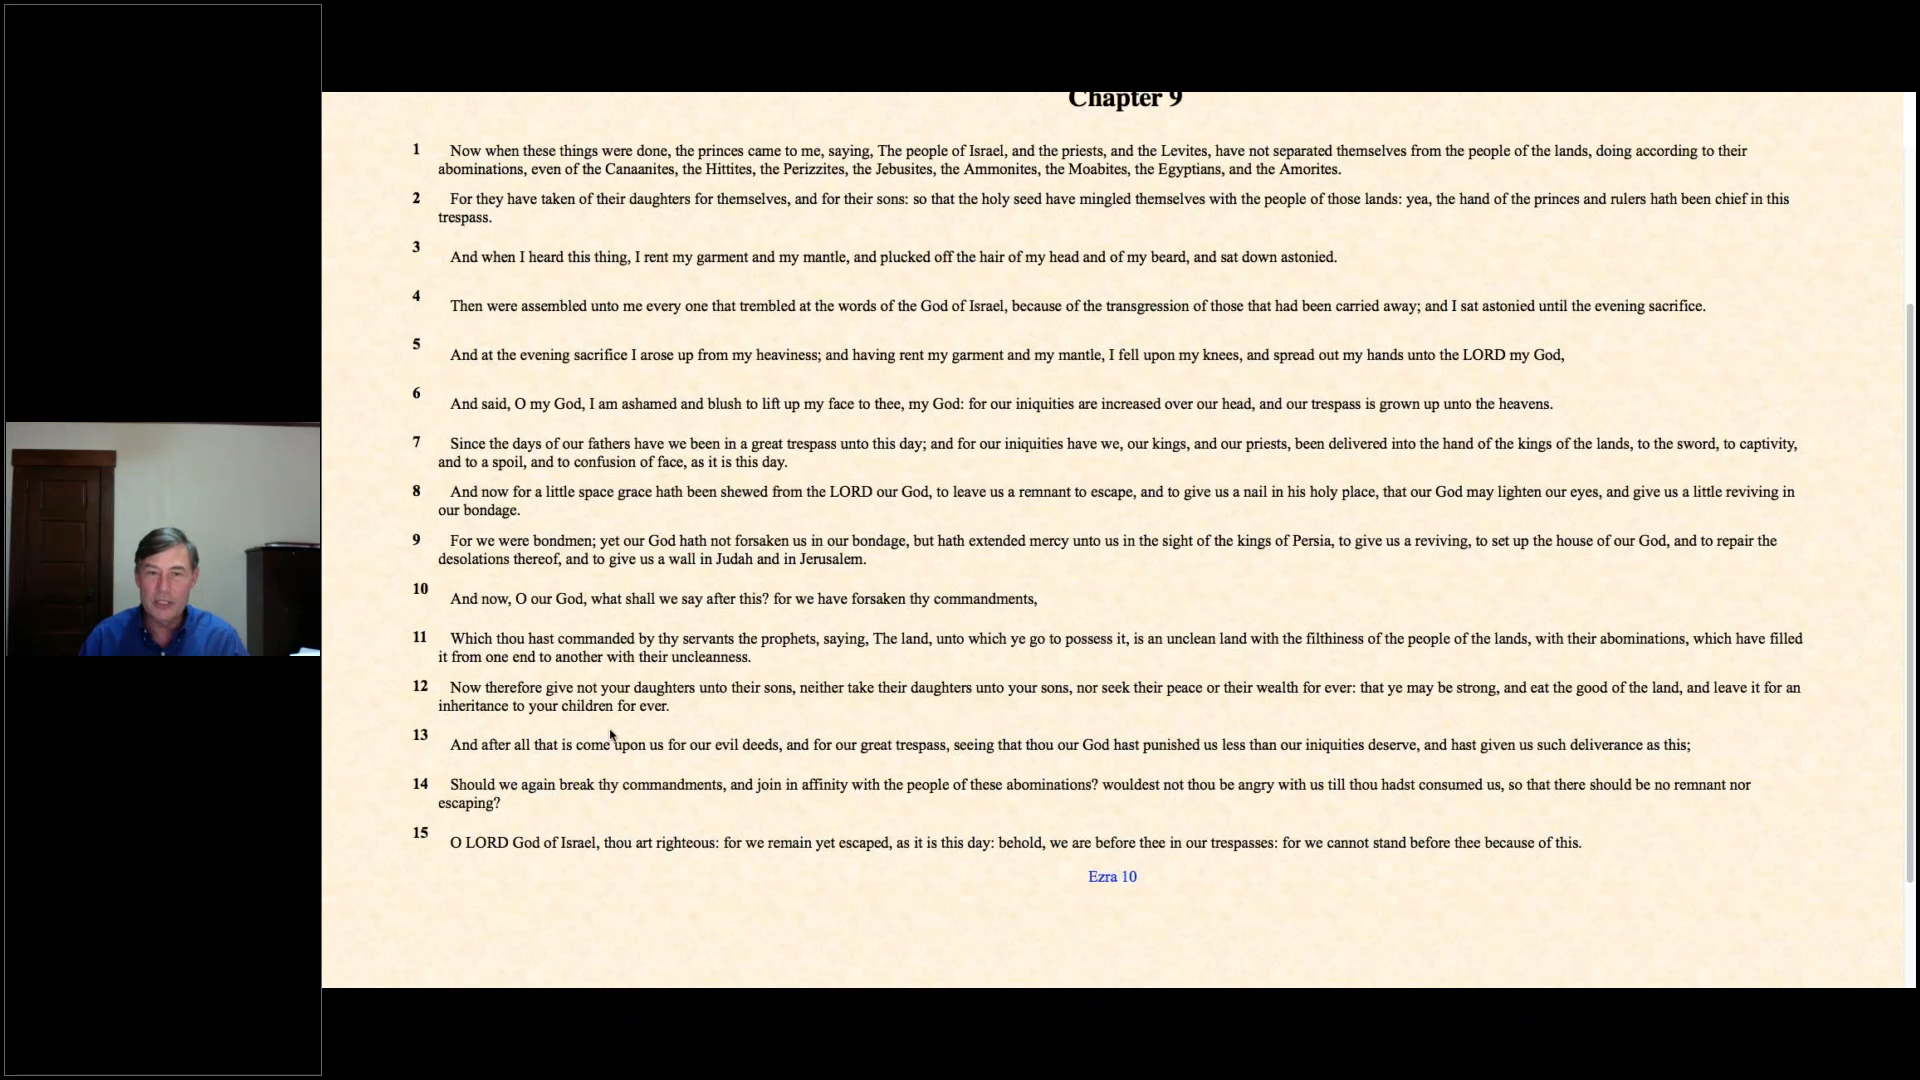 Chapter 9
1 Now when these things were done, the princes came to me, saying, The people of Israel, and the priests, and the Levites, have not separated themselves from the people of the lands, doing according to their
abominations, even of the Canaanites, the Hittites, the Perizzites, the Jebusites, the Ammonites, the Moabites, the Egyptians, and the Amorites.
2 For they have taken of their daughters for themselves, and for their sons: so that the holy seed have mingled themselves with the people of those lands: yea, the hand of the princes and rulers hath been chief in this
trespass.
3 And when I heard this thing, I rent my garment and my mantle, and plucked off the hair of my head and of my beard, and sat down astonied.
4 Then were assembled unto me every one that trembled at the words of the God of Israel, because of the transgression of those that had been carried away; and I sat astonied until the evening sacrifice.
5 And at the evening sacrifice I arose up from my heaviness; and having rent my garment and my mantle, I fell upon my knees, and spread out my hands unto the LORD my God,
6 And said, O my God, I am ashamed and blush to lift up my face to thee, my God: for our iniquities are increased over our head, and our trespass is grown up unto the heavens.
7 Since the days of our fathers have we been in a great trespass unto this day; and for our iniquities have we, our kings, and our priests, been delivered into the hand of the kings of the lands, to the sword, to captivity,
and to a spoil, and to confusion of face, as it is this day.
8 And now for a little space grace hath been shewed from the LORD our God, to leave us a remnant to escape, and to give us a nail in his holy place, that our God may lighten our eyes, and give us a little reviving in
our bondage.
9 For we were bondmen; yet our God hath not forsaken us in our bondage, but hath extended mercy unto us in the sight of the kings of Persia, to give us a reviving, to set up the house of our God, and to repair the
desolations thereof, and to give us a wall in Judah and in Jerusalem.
10 And now, O our God, what shall we say after this? for we have forsaken thy commandments,
11 Which thou hast commanded by thy servants the prophets, saying, The land, unto which ye go to possess it, is an unclean land with the filthiness of the people of the lands, with their abominations, which have filled
it from one end to another with their uncleanness.
12 Now therefore give not your daughters unto their sons, neither take their daughters unto your sons, nor seek their peace or their wealth for ever: that ye may be strong, and eat the good of the land, and leave it for an
inheritance to your children for ever.
13 And after all that is come upon us for our evil deeds, and for our great trespass, seeing that thou our God hast punished us less than our iniquities deserve, and hast given us such deliverance as this;
14 Should we again break thy commandments, and join in affinity with the people of these abominations? wouldest not thou be angry with us till thou hadst consumed us, so that there should be no remnant nor
escaping?
15 O LORD God of Israel, thou art righteous: for we remain yet escaped, as it is this day: behold, we are before thee in our trespasses: for we cannot stand before thee because of this.
Ezra 10